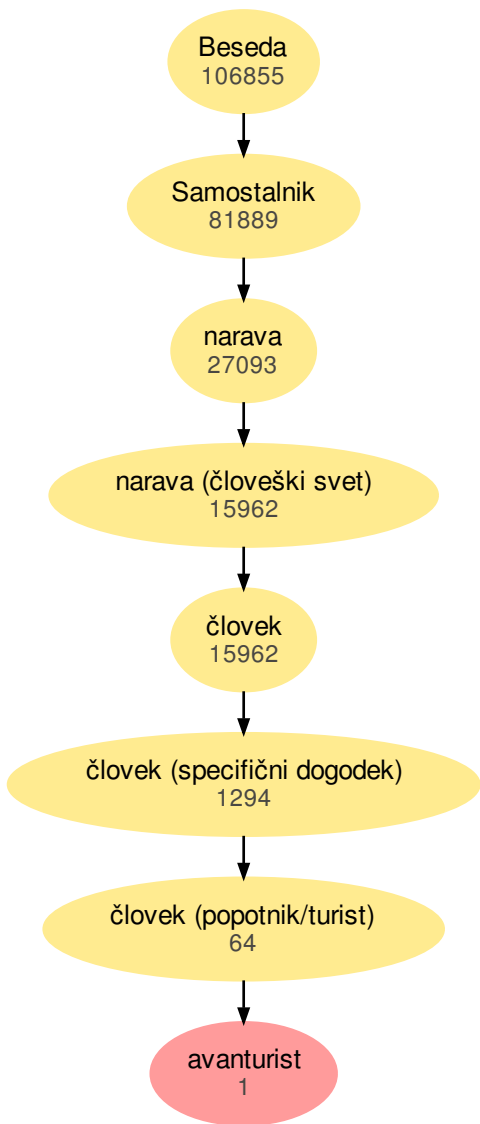 Beseda
106855
Samostalnik
81889
narava
27093
narava (človeški svet)
15962
človek
15962
človek (specifični dogodek)
1294
človek (popotnik/turist)
64
avanturist
1